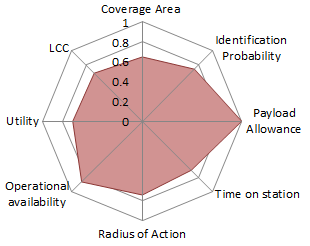 Coverage Area
1
0.8
0.6
0.4
0.2
0
Identification
Probability
Payload
Allowance
Time on station
Radius of Action
Operational
availability
Utility
LCC